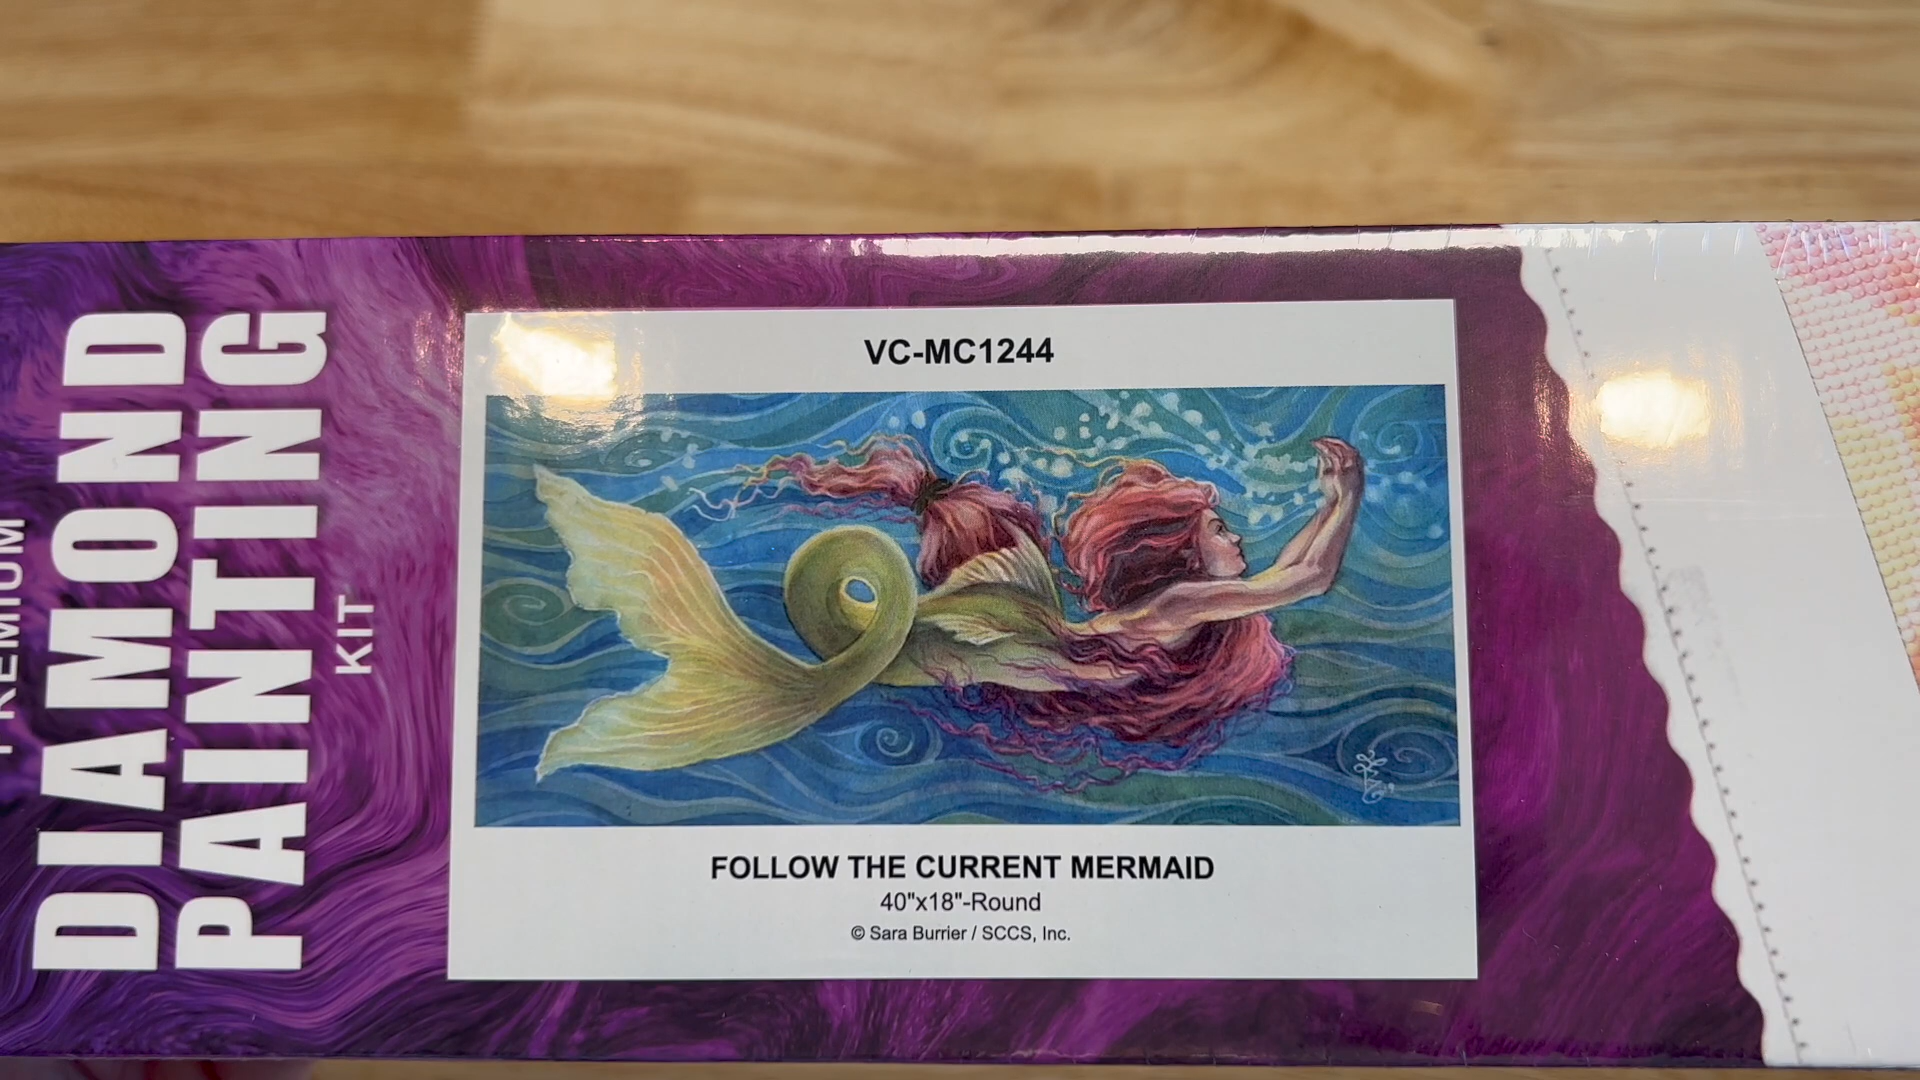 PREMIUM
DIAMOND
PAINTING
KIT
VC-MC1244
FOLLOW THE CURRENT MERMAID
40"x18"-Round
© Sara Burrier / SCCS, Inc.